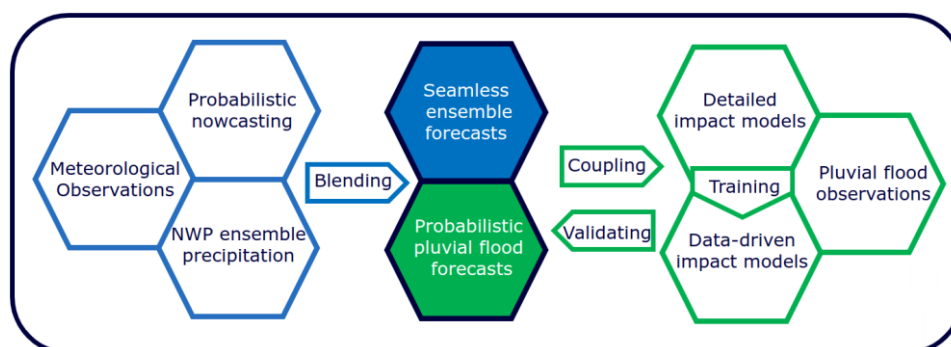 Probabilistic
nowcasting
Meteorological
Observations
NWP ensemble
precipitation
Blending
Seamless
ensemble
forecasts
Probabilistic
pluvial flood
forecasts
Coupling
Validating
Detailed
impact models
Training
Data-driven
impact models
Pluvial flood
observations